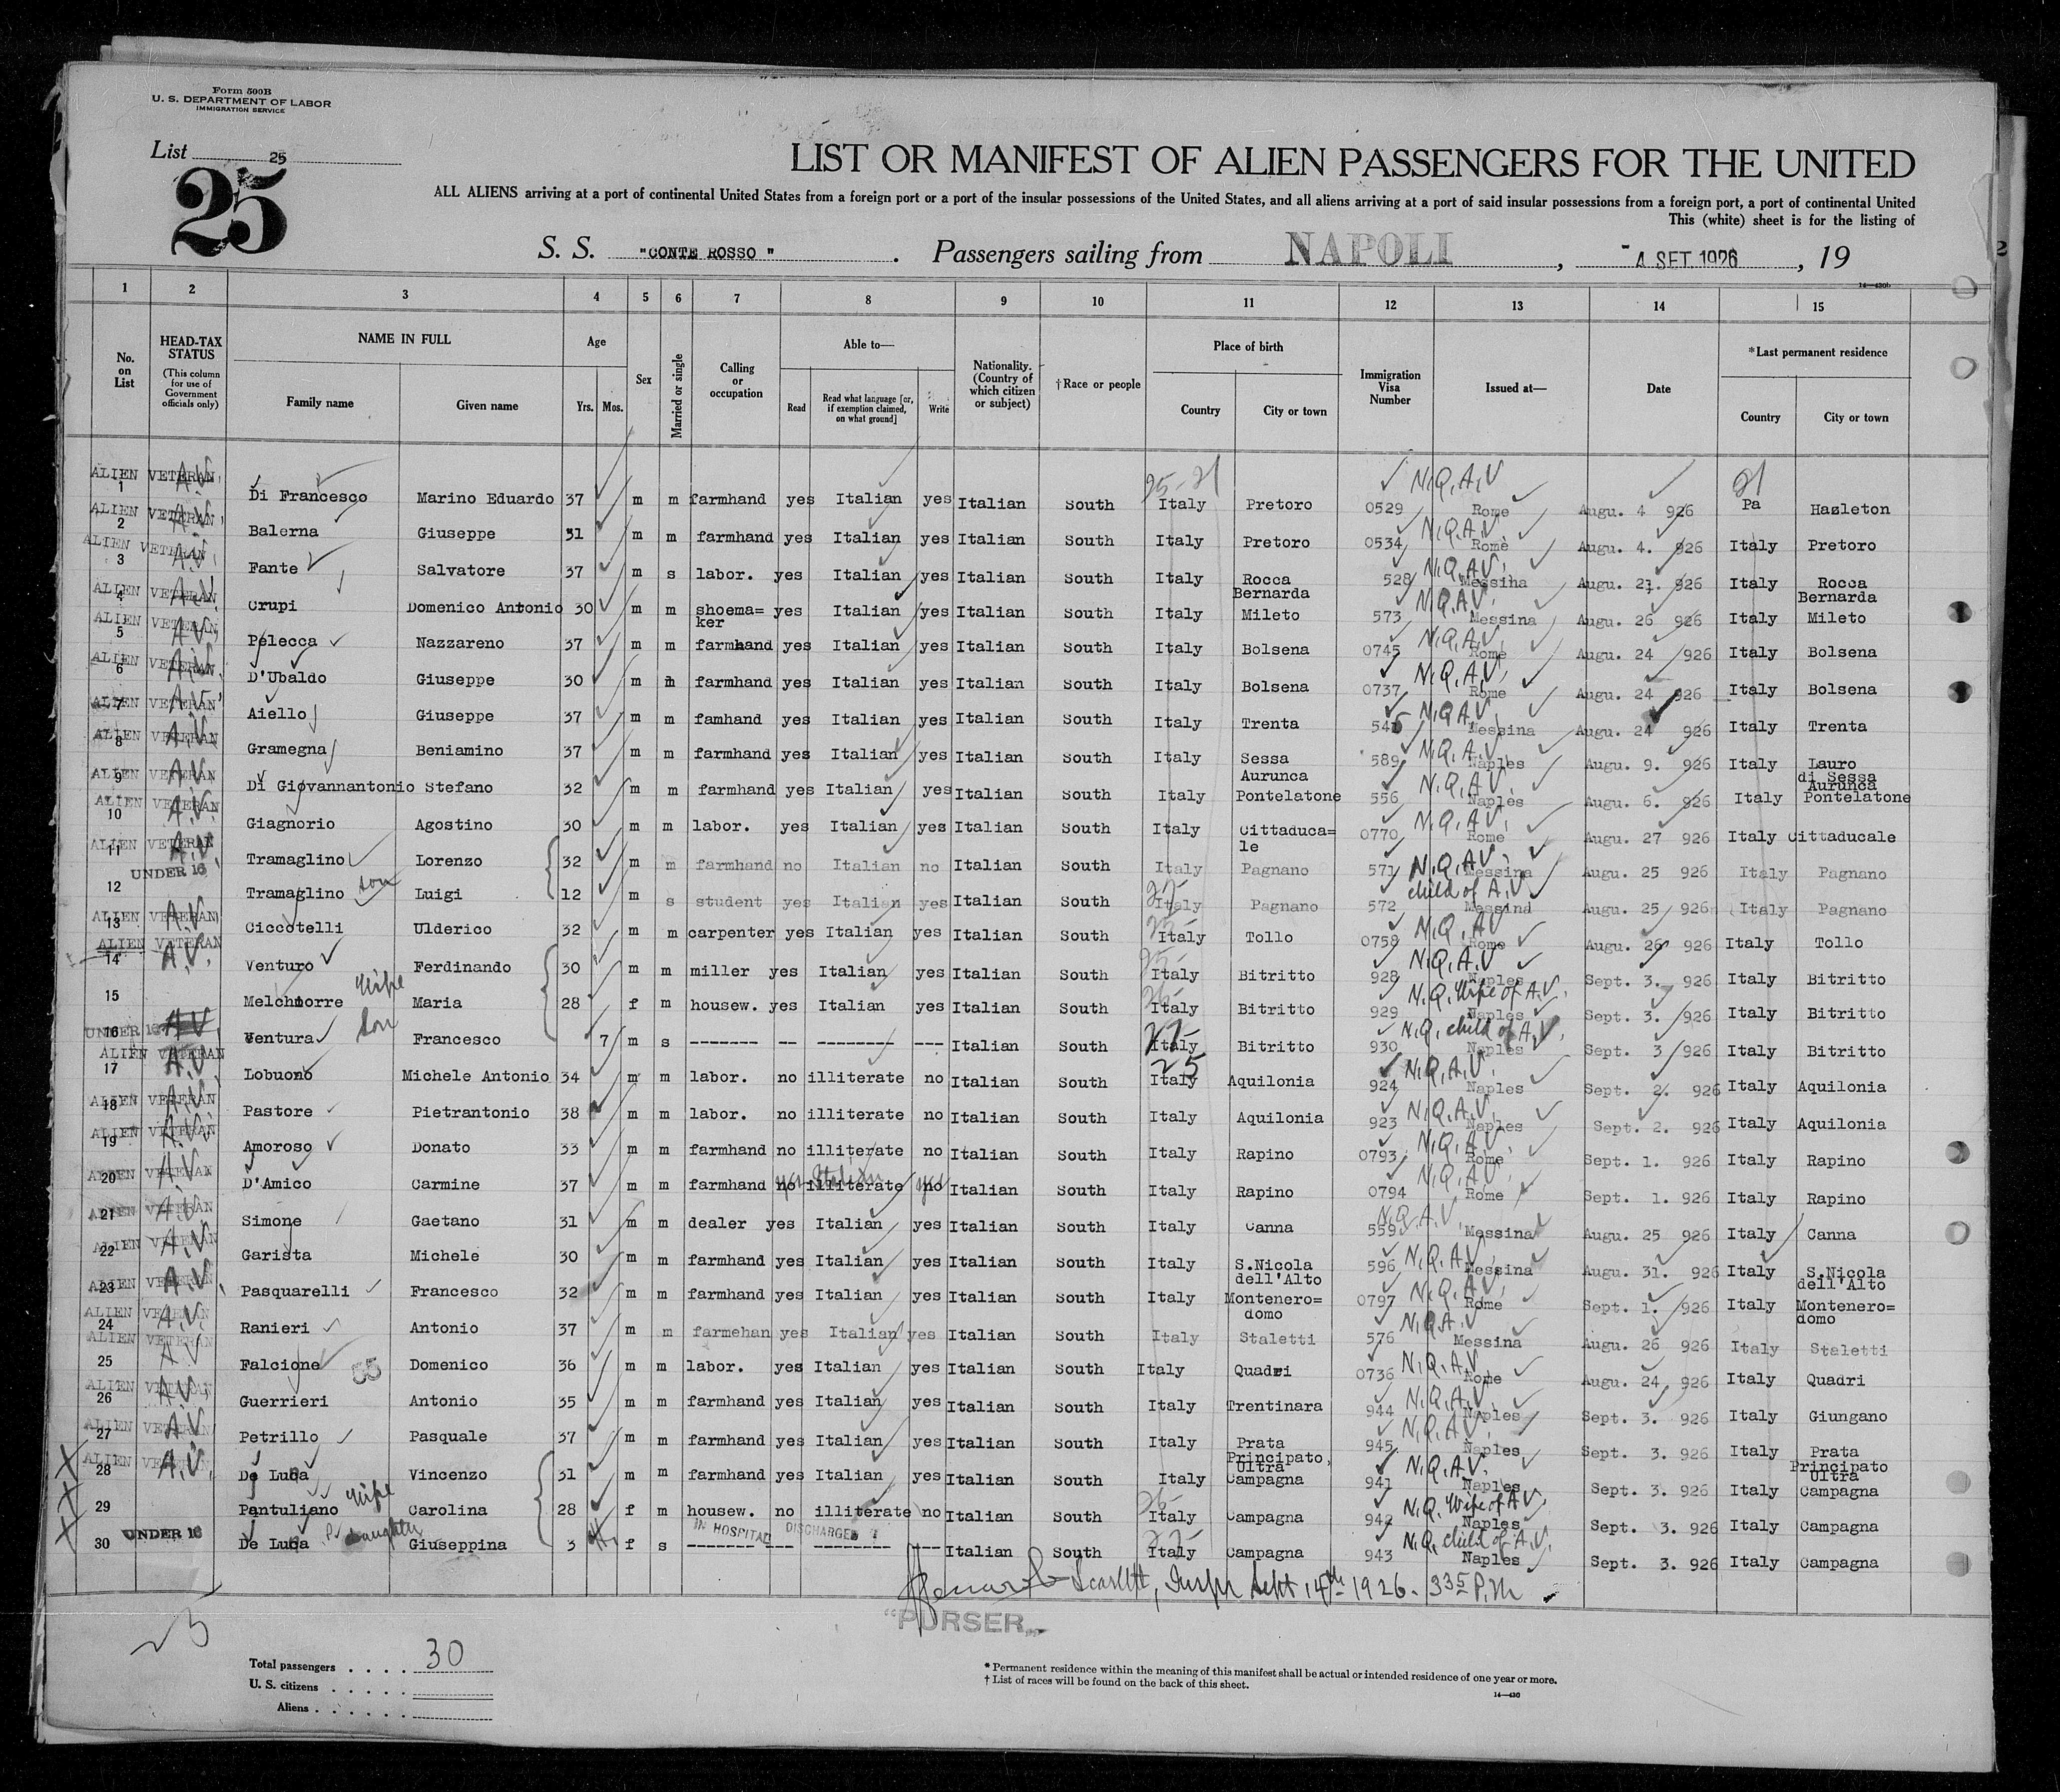 Form 500B
U. S. DEPARTMENT OF LABOR
IMMIGRATION SERVICE
List 25
25
LIST OR MANIFEST OF ALIEN PASSENGERS FOR THE UNITED
ALL ALIENS arriving at a port of continental United States from a foreign port or a port of the insular possessions of the United States, and all aliens arriving at a port of said insular possessions from a foreign port, a port of continental United
This (white) sheet is for the listing of
S. S. "CONTE ROSSO" . Passengers sailing from NAPOLI , 4 SET 1926 , 19
1 2 3 4 5 6 7 8 9 10 11 12 13 14 15
No. on List
HEAD-TAX STATUS (This column for use of Government officials only)
NAME IN FULL
Family name Given name
Age Yrs. Mos.
Sex
Married or single
Calling or occupation
Able to—
Read Read what language [or, if exemption claimed, on what ground] Write
Nationality. (Country of which citizen or subject)
†Race or people
Place of birth
Country City or town
Immigration Visa Number
Issued at—
Date
*Last permanent residence
Country City or town
ALIEN VETERAN A.V. 25-21 N.Q.A.V 21
1 Di Francesco Marino Eduardo 37 m m farmhand yes Italian yes Italian South Italy Pretoro 0529 Rome Augu. 4 926 Pa Hazleton
ALIEN VETERAN A.V. N.Q.A.V
2 Balerna Giuseppe 31 m m farmhand yes Italian yes Italian South Italy Pretoro 0534 Rome Augu. 4. 926 Italy Pretoro
ALIEN VETERAN A.V. N.Q.A.V.
3 Fante Salvatore 37 m s labor. yes Italian yes Italian South Italy Rocca Bernarda 528 Messina Augu. 926 Italy Rocca Bernarda
ALIEN VETERAN A.V. N.Q.A.V.
4 Crupi Domenico Antonio 30 m m shoema= ker yes Italian yes Italian South Italy Mileto 573 Messina Augu. 26 926 Italy Mileto
ALIEN VETERAN A.V. N.Q.A.V
5 Pelecca Nazzareno 37 m m farmhand yes Italian yes Italian South Italy Bolsena 0745 Rome Augu. 24 926 Italy Bolsena
ALIEN VETERAN A.V. N.Q.A.V.
6 D'Ubaldo Giuseppe 30 m m farmhand yes Italian yes Italian South Italy Bolsena 0737 Rome Augu. 24 926 Italy Bolsena
ALIEN VETERAN A.V. N.Q.A.V
7 Aiello Giuseppe 37 m m famhand yes Italian yes Italian South Italy Trenta 545 Messina Augu. 24 926 Italy Trenta
ALIEN VETERAN A.V. N.Q.A.V
8 Gramegna Beniamino 37 m m farmhand yes Italian yes Italian South Italy Sessa Aurunca 589 Naples Augu. 9. 926 Italy Lauro di Sessa Aurunca
ALIEN VETERAN A.V. N.Q.A.V
9 Di Giovannantonio Stefano 32 m m farmhand yes Italian yes Italian South Italy Pontelatone 556 Naples Augu. 6. 926 Italy Pontelatone
ALIEN VETERAN A.V. N.Q.A.V.
10 Giagnorio Agostino 30 m m labor. yes Italian yes Italian South Italy Cittaduca= le 0770 Rome Augu. 27 926 Italy Cittaducale
ALIEN VETERAN A.V. N.Q.A.V
11 Tramaglino Lorenzo 32 m m farmhand no Italian no Italian South Italy Pagnano 571 Messina Augu. 25 926 Italy Pagnano
UNDER 16 son child of A.V.
12 Tramaglino Luigi 12 m s student yes Italian yes Italian South Italy Pagnano 572 Messina Augu. 25 926 Italy Pagnano
ALIEN VETERAN A.V. 25 N.Q.AV
13 Ciccotelli Ulderico 32 m m carpenter yes Italian yes Italian South Italy Tollo 0758 Rome Augu. 26 926 Italy Tollo
ALIEN VETERAN A.V. 25 N.Q.A.V
14 Venturo Ferdinando 30 m m miller yes Italian yes Italian South Italy Bitritto 928 Naples Sept. 3. 926 Italy Bitritto
Wife N.Q. Wife of A.V.
15 Melchiorre Maria 28 f m housew. yes Italian yes Italian South Italy Bitritto 929 Naples Sept. 3. 926 Italy Bitritto
UNDER 16 A.V. Son N.Q. child of A.V.
16 Ventura Francesco 7 m s ------- -- -------- --- Italian South Italy Bitritto 930 Naples Sept. 3 926 Italy Bitritto
ALIEN VETERAN A.V. 25 N.Q.A.V.
17 Lobuono Michele Antonio 34 m m labor. no illiterate no Italian South Italy Aquilonia 924 Naples Sept. 2. 926 Italy Aquilonia
ALIEN VETERAN A.V. N.Q.A.V.
18 Pastore Pietrantonio 38 m m labor. no illiterate no Italian South Italy Aquilonia 923 Naples Sept. 2. 926 Italy Aquilonia
ALIEN VETERAN A.V. N.Q.A.V.
19 Amoroso Donato 33 m m farmhand no illiterate no Italian South Italy Rapino 0793 Rome Sept. 1. 926 Italy Rapino
ALIEN VETERAN A.V yes Italian yes N.Q.A.V.
20 D'Amico Carmine 37 m m farmhand no illiterate no Italian South Italy Rapino 0794 Rome Sept. 1. 926 Italy Rapino
ALIEN VETERAN A.V N.Q.A.V
21 Simone Gaetano 31 m m dealer yes Italian yes Italian South Italy Canna 559 Messina Augu. 25 926 Italy Canna
ALIEN VETERAN A.V N.Q.A.V
22 Garista Michele 30 m m farmhand yes Italian yes Italian South Italy S.Nicola dell'Alto 596 Messina Augu. 31. 926 Italy S.Nicola dell'Alto
ALIEN VETERAN A.V. N.Q.A.V.
23 Pasquarelli Francesco 32 m m farmhand yes Italian yes Italian South Italy Montenero= domo 0797 Rome Sept. 1. 926 Italy Montenero= domo
ALIEN VETERAN A.V N.Q.A.V
24 Ranieri Antonio 37 m m farmehan yes Italian yes Italian South Italy Staletti 576 Messina Augu. 26 926 Italy Staletti
ALIEN VETERAN A.V 55 N.Q.A.V
25 Falcione Domenico 36 m m labor. yes Italian yes Italian South Italy Quadri 0736 Rome Augu. 24 926 Italy Quadri
ALIEN VETERAN A.V. N.Q.A.V.
26 Guerrieri Antonio 35 m m farmhand yes Italian yes Italian South Italy Trentinara 944 Naples Sept. 3. 926 Italy Giungano
ALIEN VETERAN A.V N.Q.A.V.
27 Petrillo Pasquale 37 m m farmhand yes Italian yes Italian South Italy Prata Principato, Ultra 945 Naples Sept. 3. 926 Italy Prata Principato Ultra
X ALIEN VETERAN A.V. N.Q.A.V.
28 De Luca Vincenzo 31 m m farmhand yes Italian yes Italian South Italy Campagna 941 Naples Sept. 3. 926 Italy Campagna
X Wife N.Q. Wife of A.V.
29 Pantuliano Carolina 28 f m housew. no illiterate no Italian South Italy Campagna 942 Naples Sept. 3. 926 Italy Campagna
X UNDER 16 daughter IN HOSPITAL DISCHARGED N.Q. child of A.V.
30 De Luca Giuseppina 3 f s ------- --- -------- --- Italian South Italy Campagna 943 Naples Sept. 3. 926 Italy Campagna
Scarlett, Inspr Sept 14th 1926. 3 35 P.M
"PURSER"
25
Total passengers . . . . 30
U. S. citizens . . . . .
Aliens . . . . . .
* Permanent residence within the meaning of this manifest shall be actual or intended residence of one year or more.
† List of races will be found on the back of this sheet.
14—430